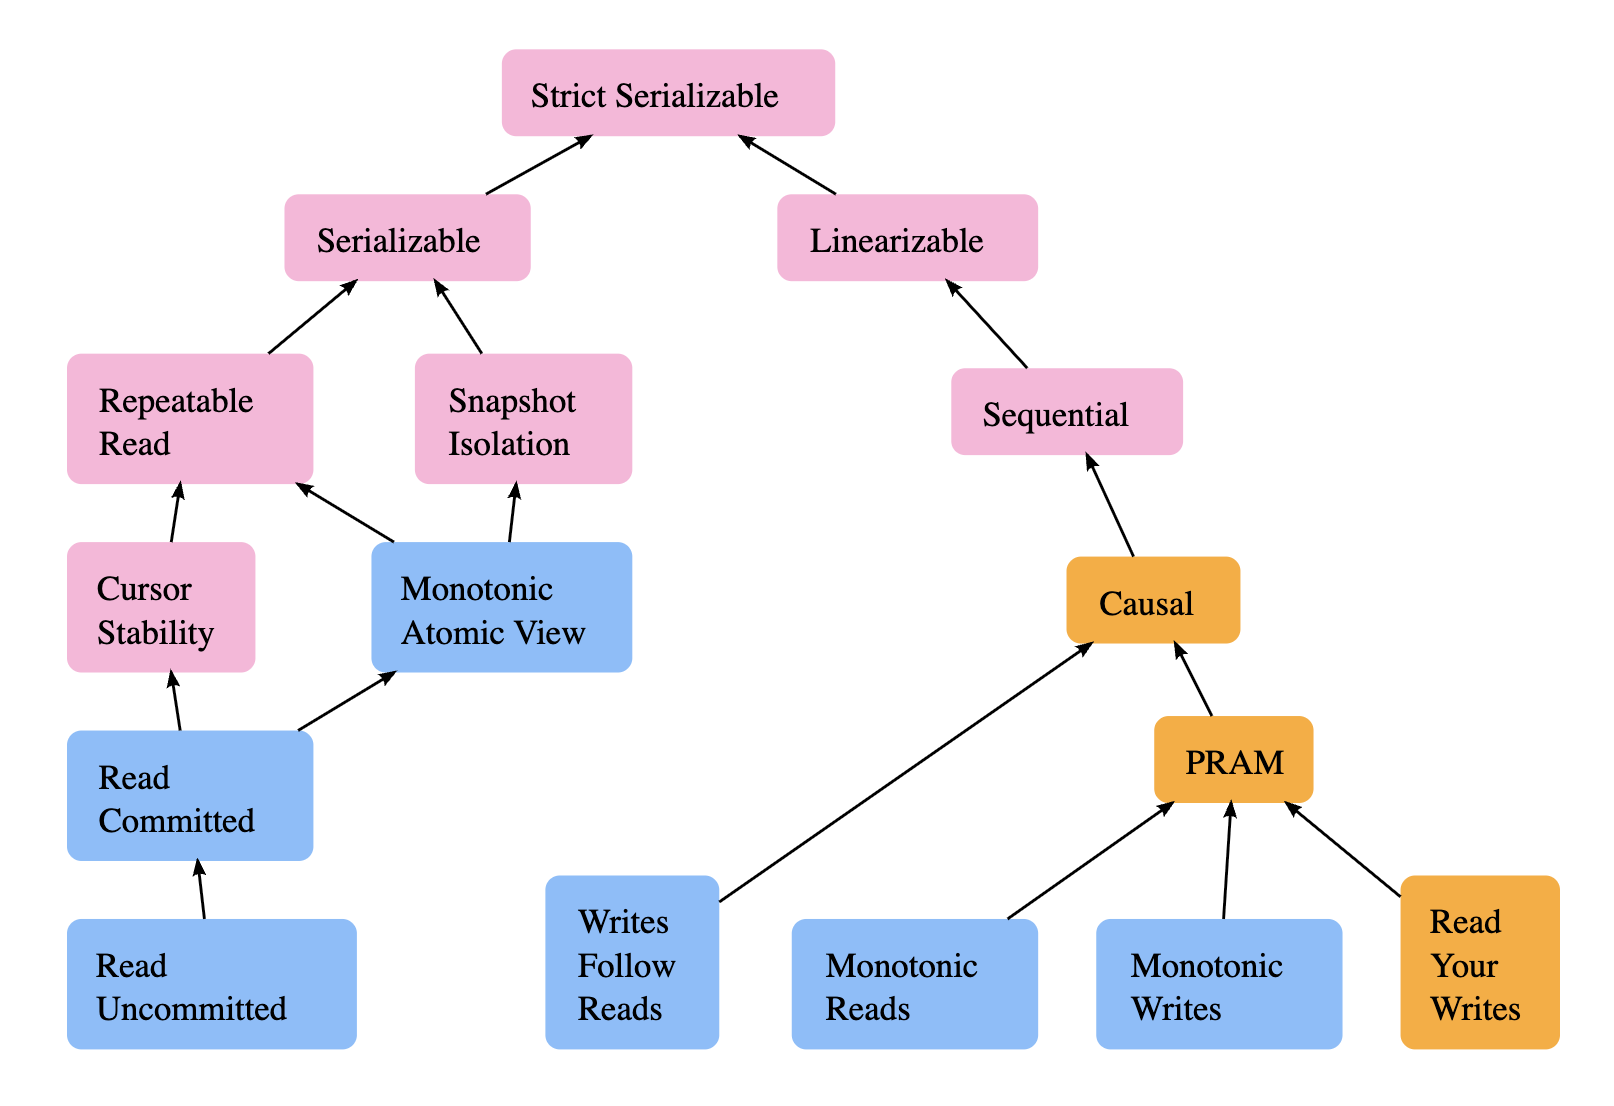 Strict Serializable
Serializable
Linearizable
Repeatable
Read
Snapshot
Isolation
Sequential
Cursor
Stability
Monotonic
Atomic View
Causal
Read
Committed
PRAM
Read
Uncommitted
Writes
Follow
Reads
Monotonic
Reads
Monotonic
Writes
Read
Your
Writes